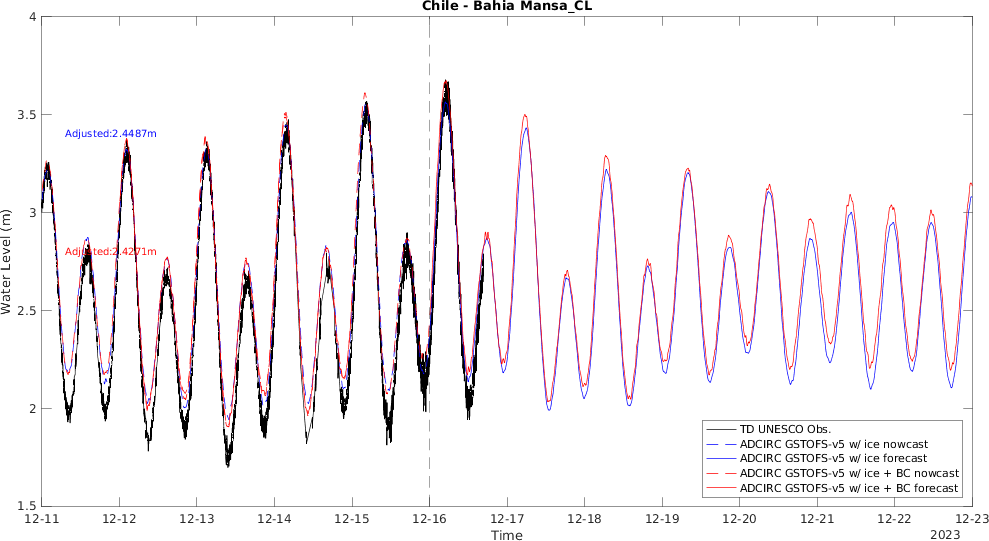 Chile - Bahia Mansa_CL
4
3.5
3
2.5
2
1.5
Water Level (m)
Adjusted:2.4487m
Adjusted:2.4271m
TD UNESCO Obs.
ADCIRC GSTOFS-v5 w/ ice nowcast
ADCIRC GSTOFS-v5 w/ ice forecast
ADCIRC GSTOFS-v5 w/ ice + BC nowcast
ADCIRC GSTOFS-v5 w/ ice + BC forecast
12-11 12-12 12-13 12-14 12-15 12-16 12-17 12-18 12-19 12-20 12-21 12-22 12-23
Time
2023